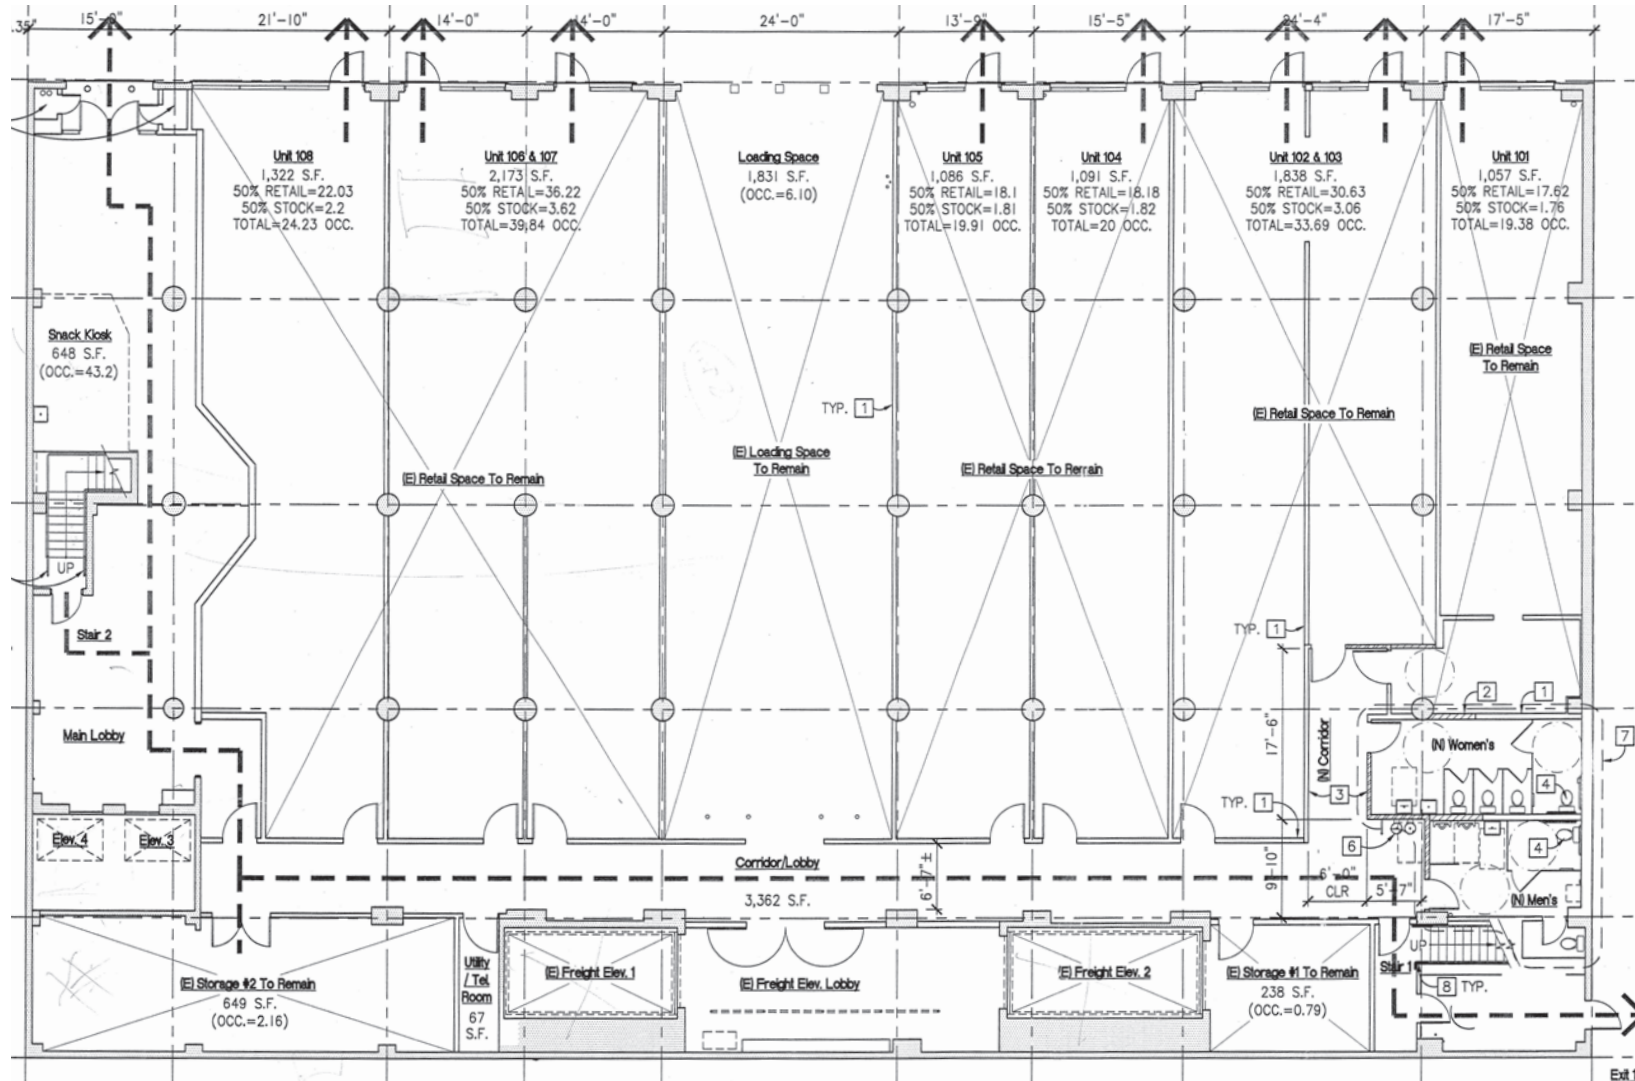 .35'
15'-0"
21'-10"
14'-0"
14'-0"
24'-0"
13'-9"
15'-5"
24'-4"
17'-5"
Unit 108
1,322 S.F.
50% RETAIL=22.03
50% STOCK=2.2
TOTAL=24.23 OCC.
Unit 106 & 107
2,173 S.F.
50% RETAIL=36.22
50% STOCK=3.62
TOTAL=39.84 OCC.
Loading Space
1,831 S.F.
(OCC.=6.10)
Unit 105
1,086 S.F.
50% RETAIL=18.1
50% STOCK=1.81
TOTAL=19.91 OCC.
Unit 104
1,091 S.F.
50% RETAIL=18.18
50% STOCK=1.82
TOTAL=20 OCC.
Unit 102 & 103
1,838 S.F.
50% RETAIL=30.63
50% STOCK=3.06
TOTAL=33.69 OCC.
Unit 101
1,057 S.F.
50% RETAIL=17.62
50% STOCK=1.76
TOTAL=19.38 OCC.
Snack Kiosk
648 S.F.
(OCC.=43.2)
(E) Retail Space
To Remain
TYP. 1
(E) Retail Space To Remain
(E) Loading Space
To Remain
(E) Retail Space To Remain
(E) Retail Space To Remain
UP
Stair 2
TYP. 1
2
1
Main Lobby
17'-6"
(N) Corridor
(N) Women's
7
3
4
TYP. 1
Elev. 4
Elev. 3
6
4
Corridor/Lobby
3,362 S.F.
6'-7" ±
9'-10"
6'-0"
CLR
5'-7"
(N) Men's
UP
Stair 1
8 TYP.
(E) Storage #2 To Remain
649 S.F.
(OCC.=2.16)
Utility
/ Tel.
Room
67
S.F.
(E) Freight Elev. 1
(E) Freight Elev. Lobby
(E) Freight Elev. 2
(E) Storage #1 To Remain
238 S.F.
(OCC.=0.79)
Exit 1